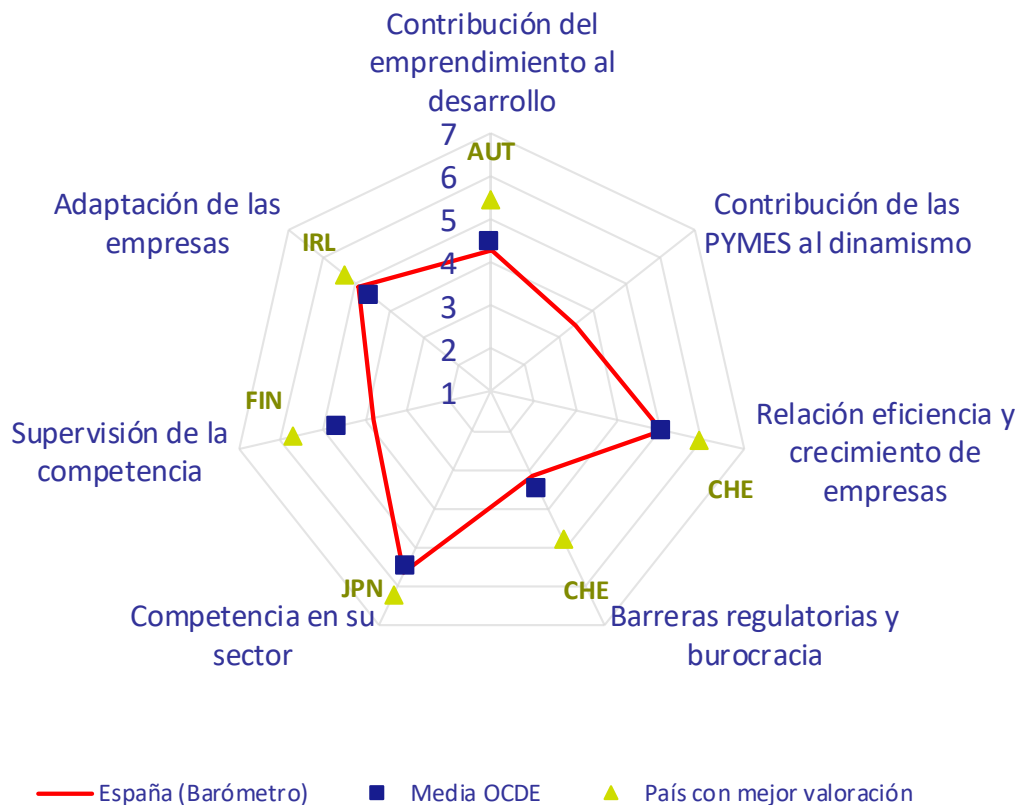 Contribución del
emprendimiento al
desarrollo
7
AUT
6
5
4
3
2
1
Adaptación de las
empresas
IRL
Contribución de las
PYMES al dinamismo
FIN
Supervisión de la
competencia
Relación eficiencia y
crecimiento de
empresas
CHE
JPN
CHE
Competencia en su
sector
Barreras regulatorias y
burocracia
España (Barómetro)
Media OCDE
País con mejor valoración